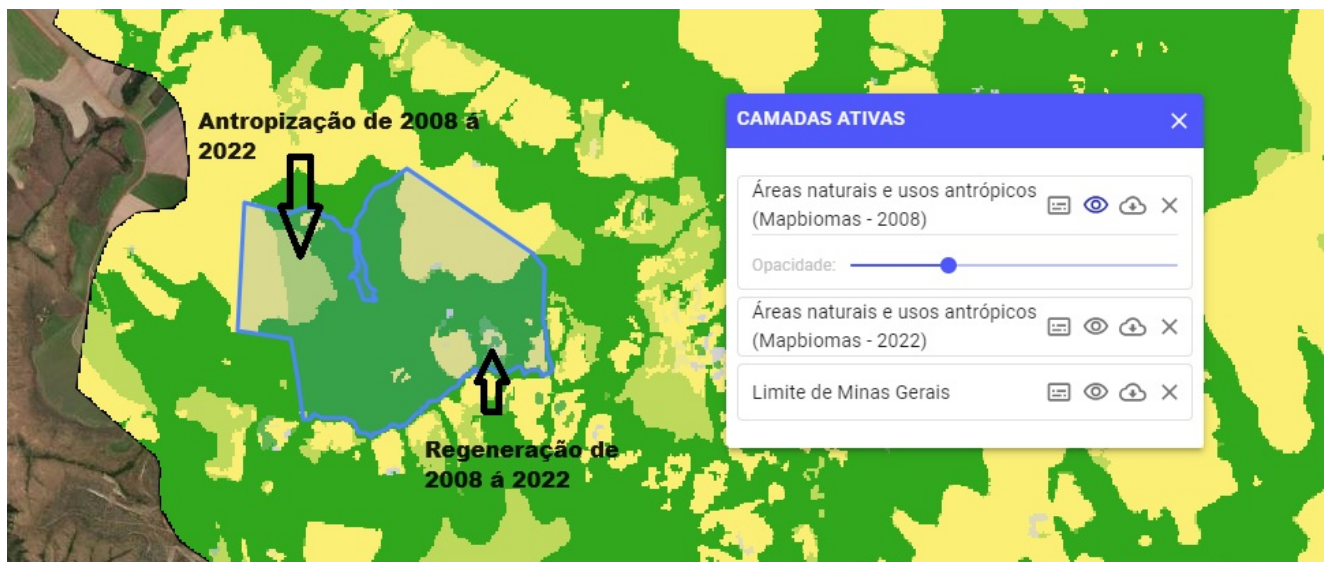 Antropização de 2008 á
2022
CAMADAS ATIVAS
Áreas naturais e usos antrópicos
(Mapbiomas - 2008)
Opacidade:
Áreas naturais e usos antrópicos
(Mapbiomas - 2022)
Limite de Minas Gerais
Regeneração de
2008 á 2022